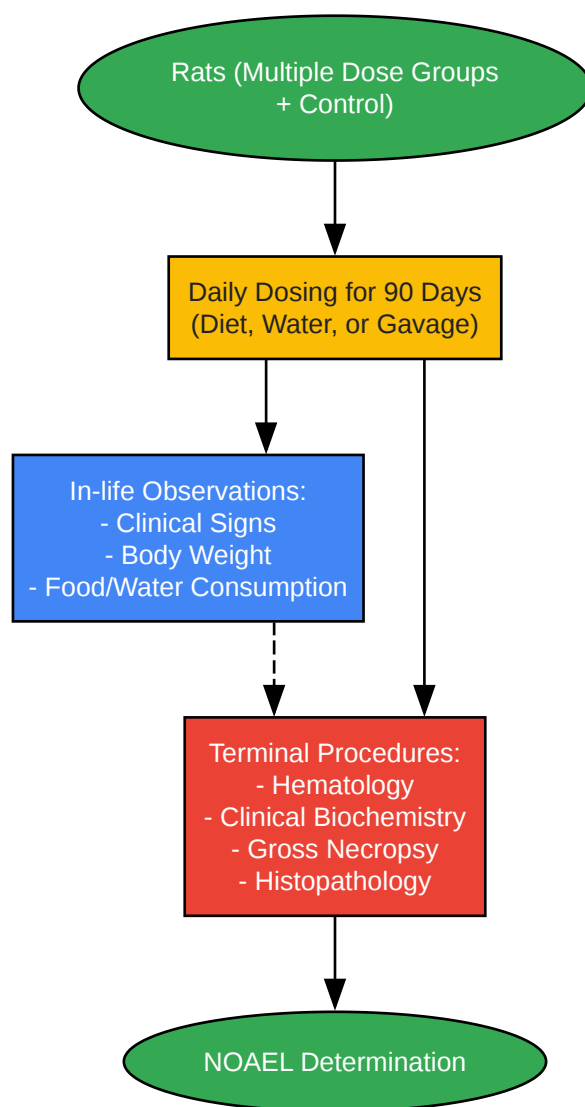 Rats (Multiple Dose Groups
+ Control)
Daily Dosing for 90 Days
(Diet, Water, or Gavage)
In-life Observations:
- Clinical Signs
- Body Weight
- Food/Water Consumption
Terminal Procedures:
- Hematology
- Clinical Biochemistry
- Gross Necropsy
- Histopathology
NOAEL Determination